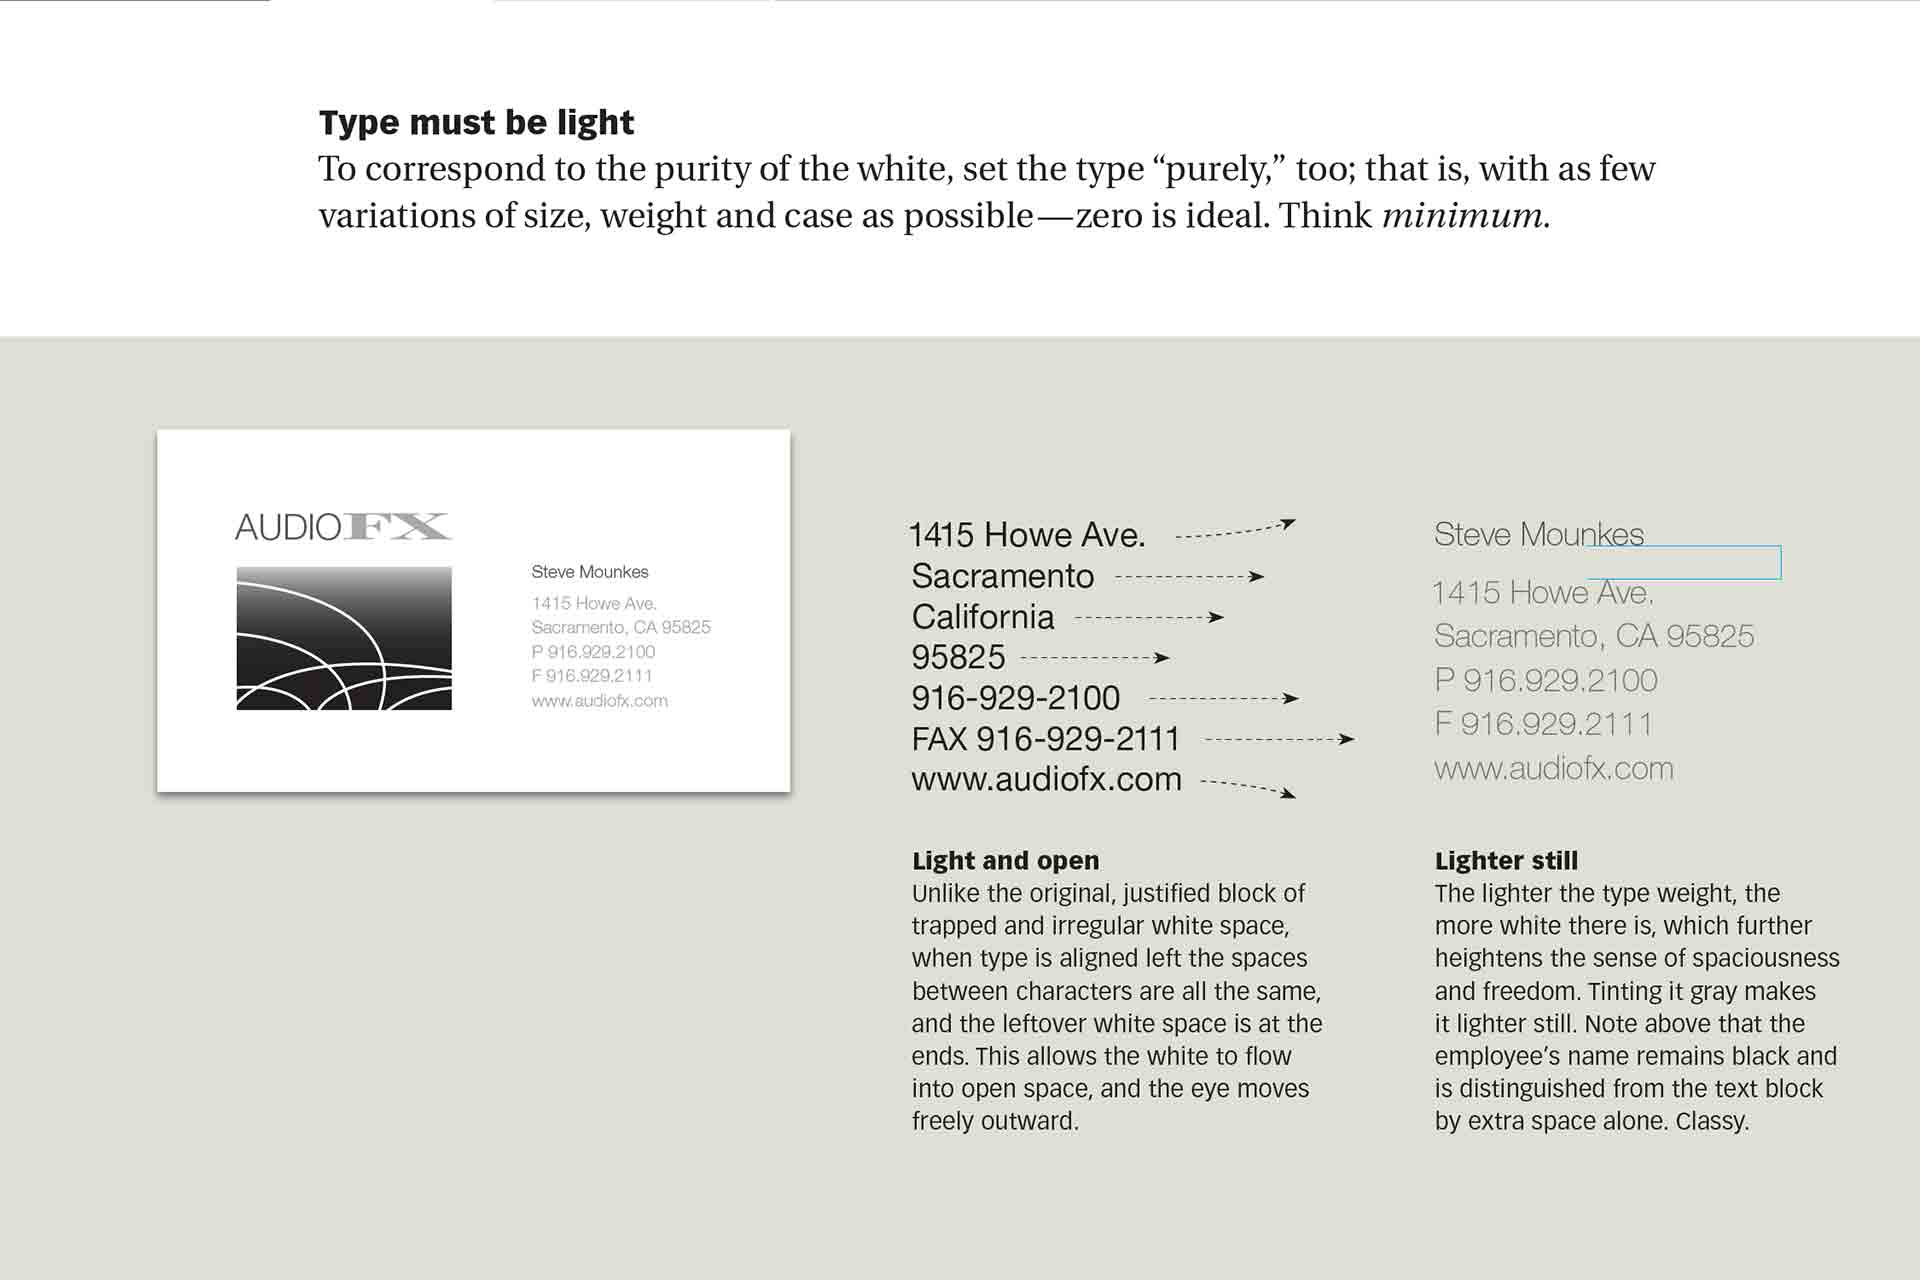 Type must be light
To correspond to the purity of the white, set the type “purely,” too; that is, with as few
variations of size, weight and case as possible—zero is ideal. Think minimum.
AUDIOFX
Steve Mounkes
1415 Howe Ave.
Sacramento, CA 95825
P 916.929.2100
F 916.929.2111
www.audiofx.com
1415 Howe Ave.
Sacramento
California
95825
916-929-2100
FAX 916-929-2111
www.audiofx.com
Light and open
Unlike the original, justified block of
trapped and irregular white space,
when type is aligned left the spaces
between characters are all the same,
and the leftover white space is at the
ends. This allows the white to flow
into open space, and the eye moves
freely outward.
Steve Mounkes
1415 Howe Ave.
Sacramento, CA 95825
P 916.929.2100
F 916.929.2111
www.audiofx.com
Lighter still
The lighter the type weight, the
more white there is, which further
heightens the sense of spaciousness
and freedom. Tinting it gray makes
it lighter still. Note above that the
employee’s name remains black and
is distinguished from the text block
by extra space alone. Classy.